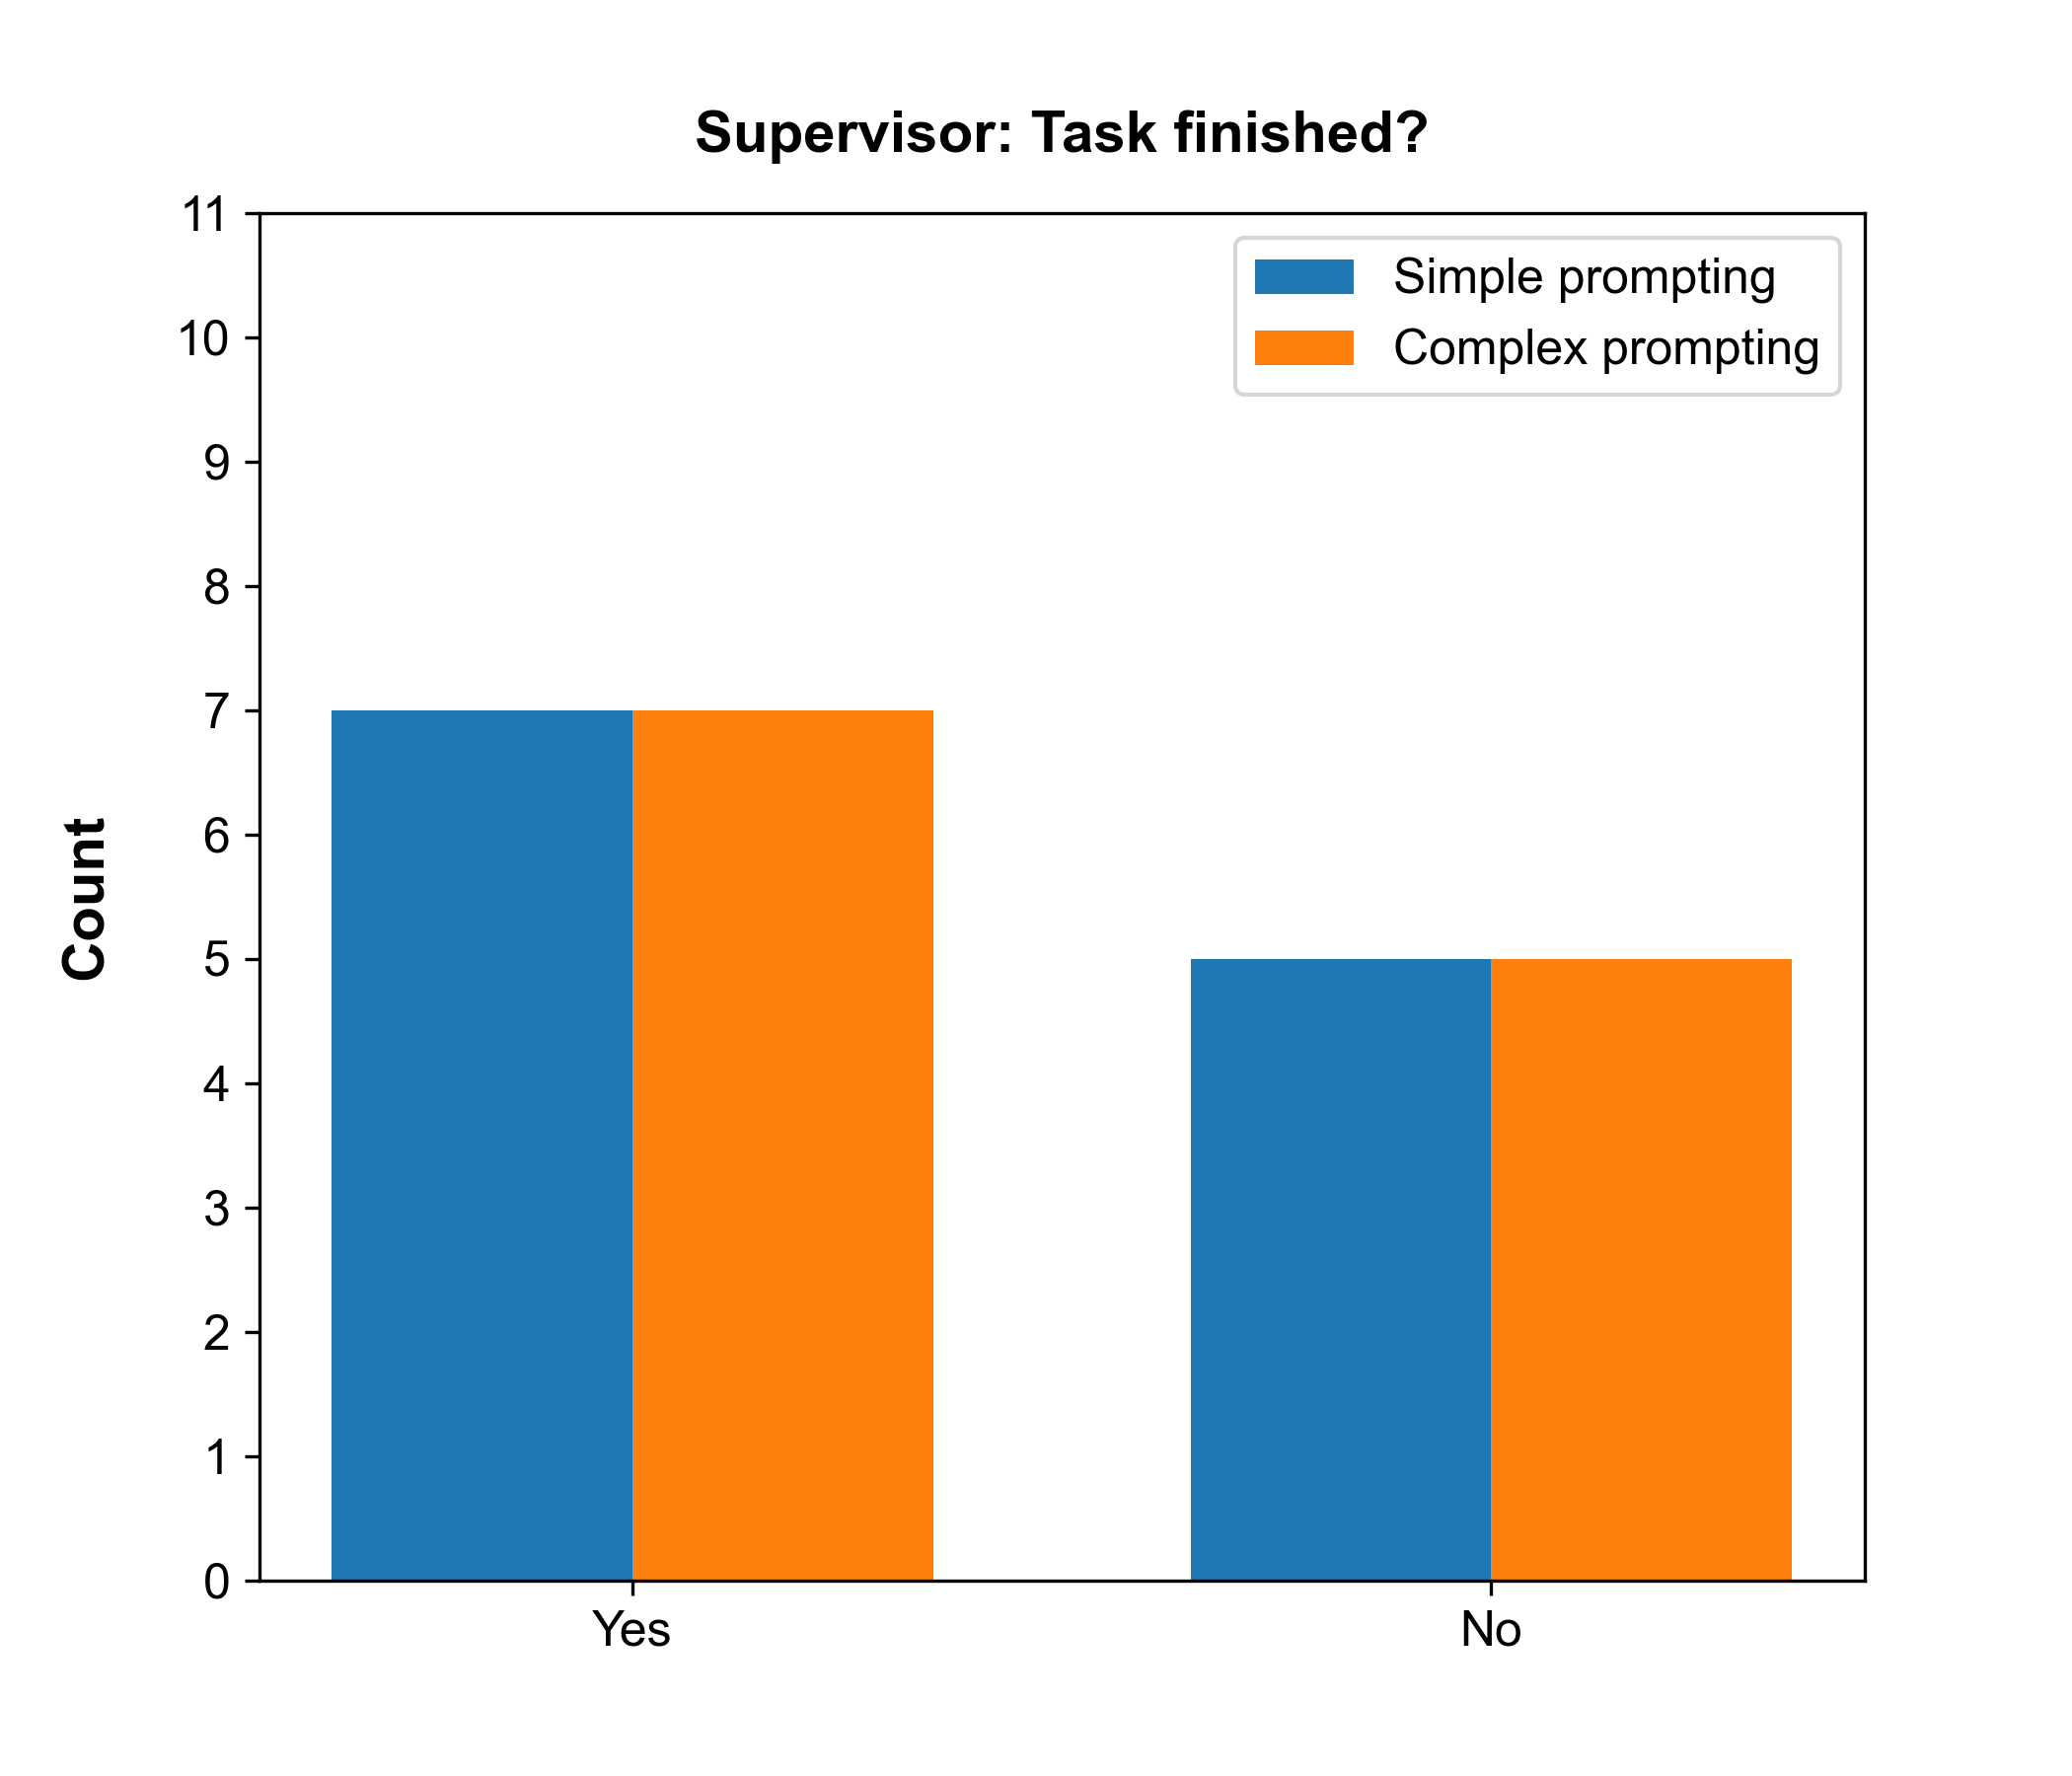 Supervisor: Task finished?
11
10
9
8
7
6
5
4
3
2
1
0
Count
Simple prompting
Complex prompting
Yes
No